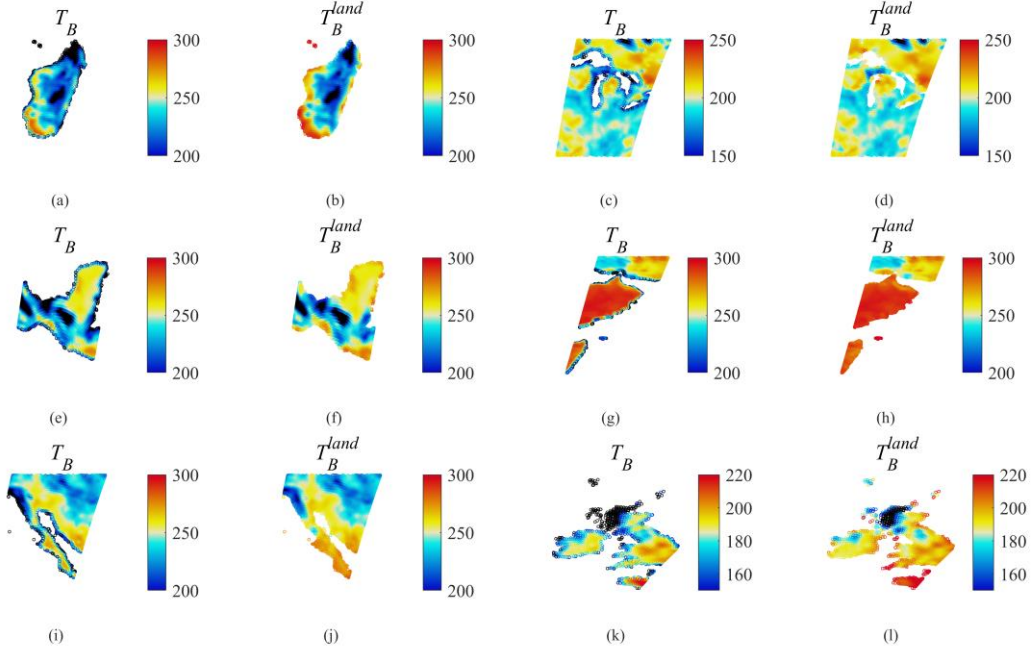 T_B T_B^land T_B T_B^land
300 300 250 250
250 250 200 200
200 200 150 150
(a) (b) (c) (d)
T_B T_B^land T_B T_B^land
300 300 300 300
250 250 250 250
200 200 200 200
(e) (f) (g) (h)
T_B T_B^land T_B T_B^land
300 300 220 220
250 250 200 200
180 180
200 200 160 160
(i) (j) (k) (l)